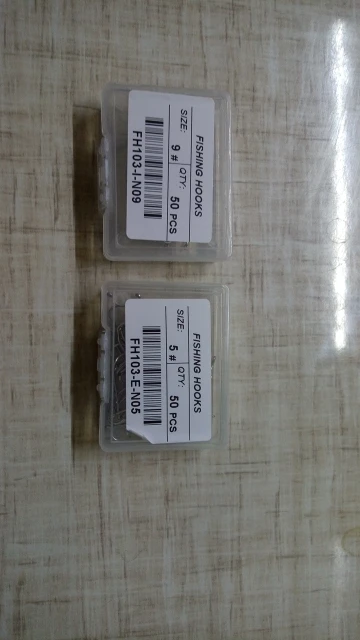 FISHING HOOKS
SIZE: 9 # QTY: 50 PCS
FH103-I-N09
FISHING HOOKS
SIZE: 5 # QTY: 50 PCS
FH103-E-N05